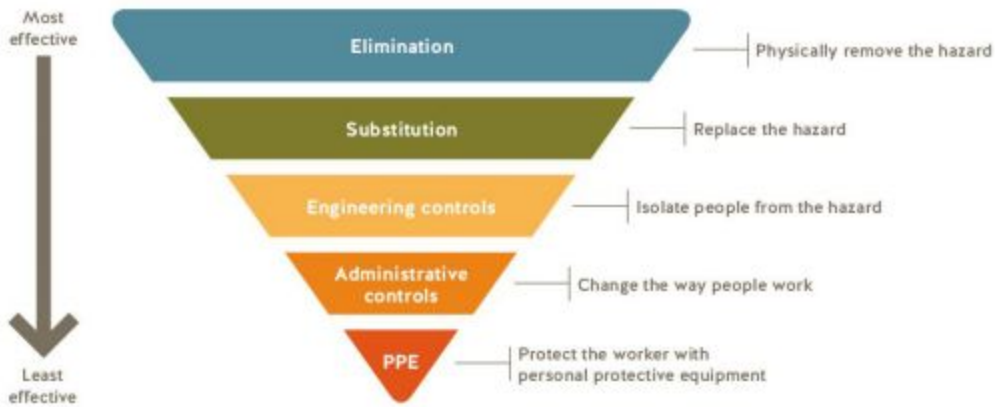 Most
effective
Elimination
Physically remove the hazard
Substitution
Replace the hazard
Engineering controls
Isolate people from the hazard
Administrative
controls
Change the way people work
PPE
Protect the worker with
personal protective equipment
Least
effective